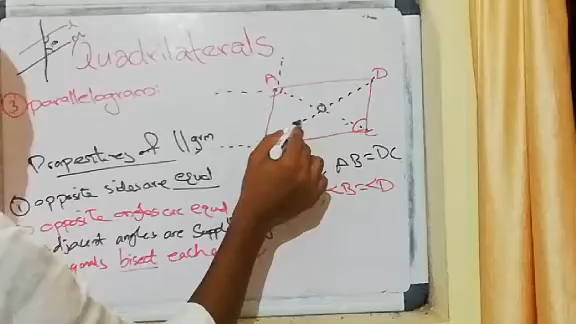 Quadrilaterals
③ parallelogram:
A
D
O
C
Properties of ||gm
① opposite sides are equal
opposite angles are equal
adjacent angles are Suppl
bisect each
AB=DC
<B=<D